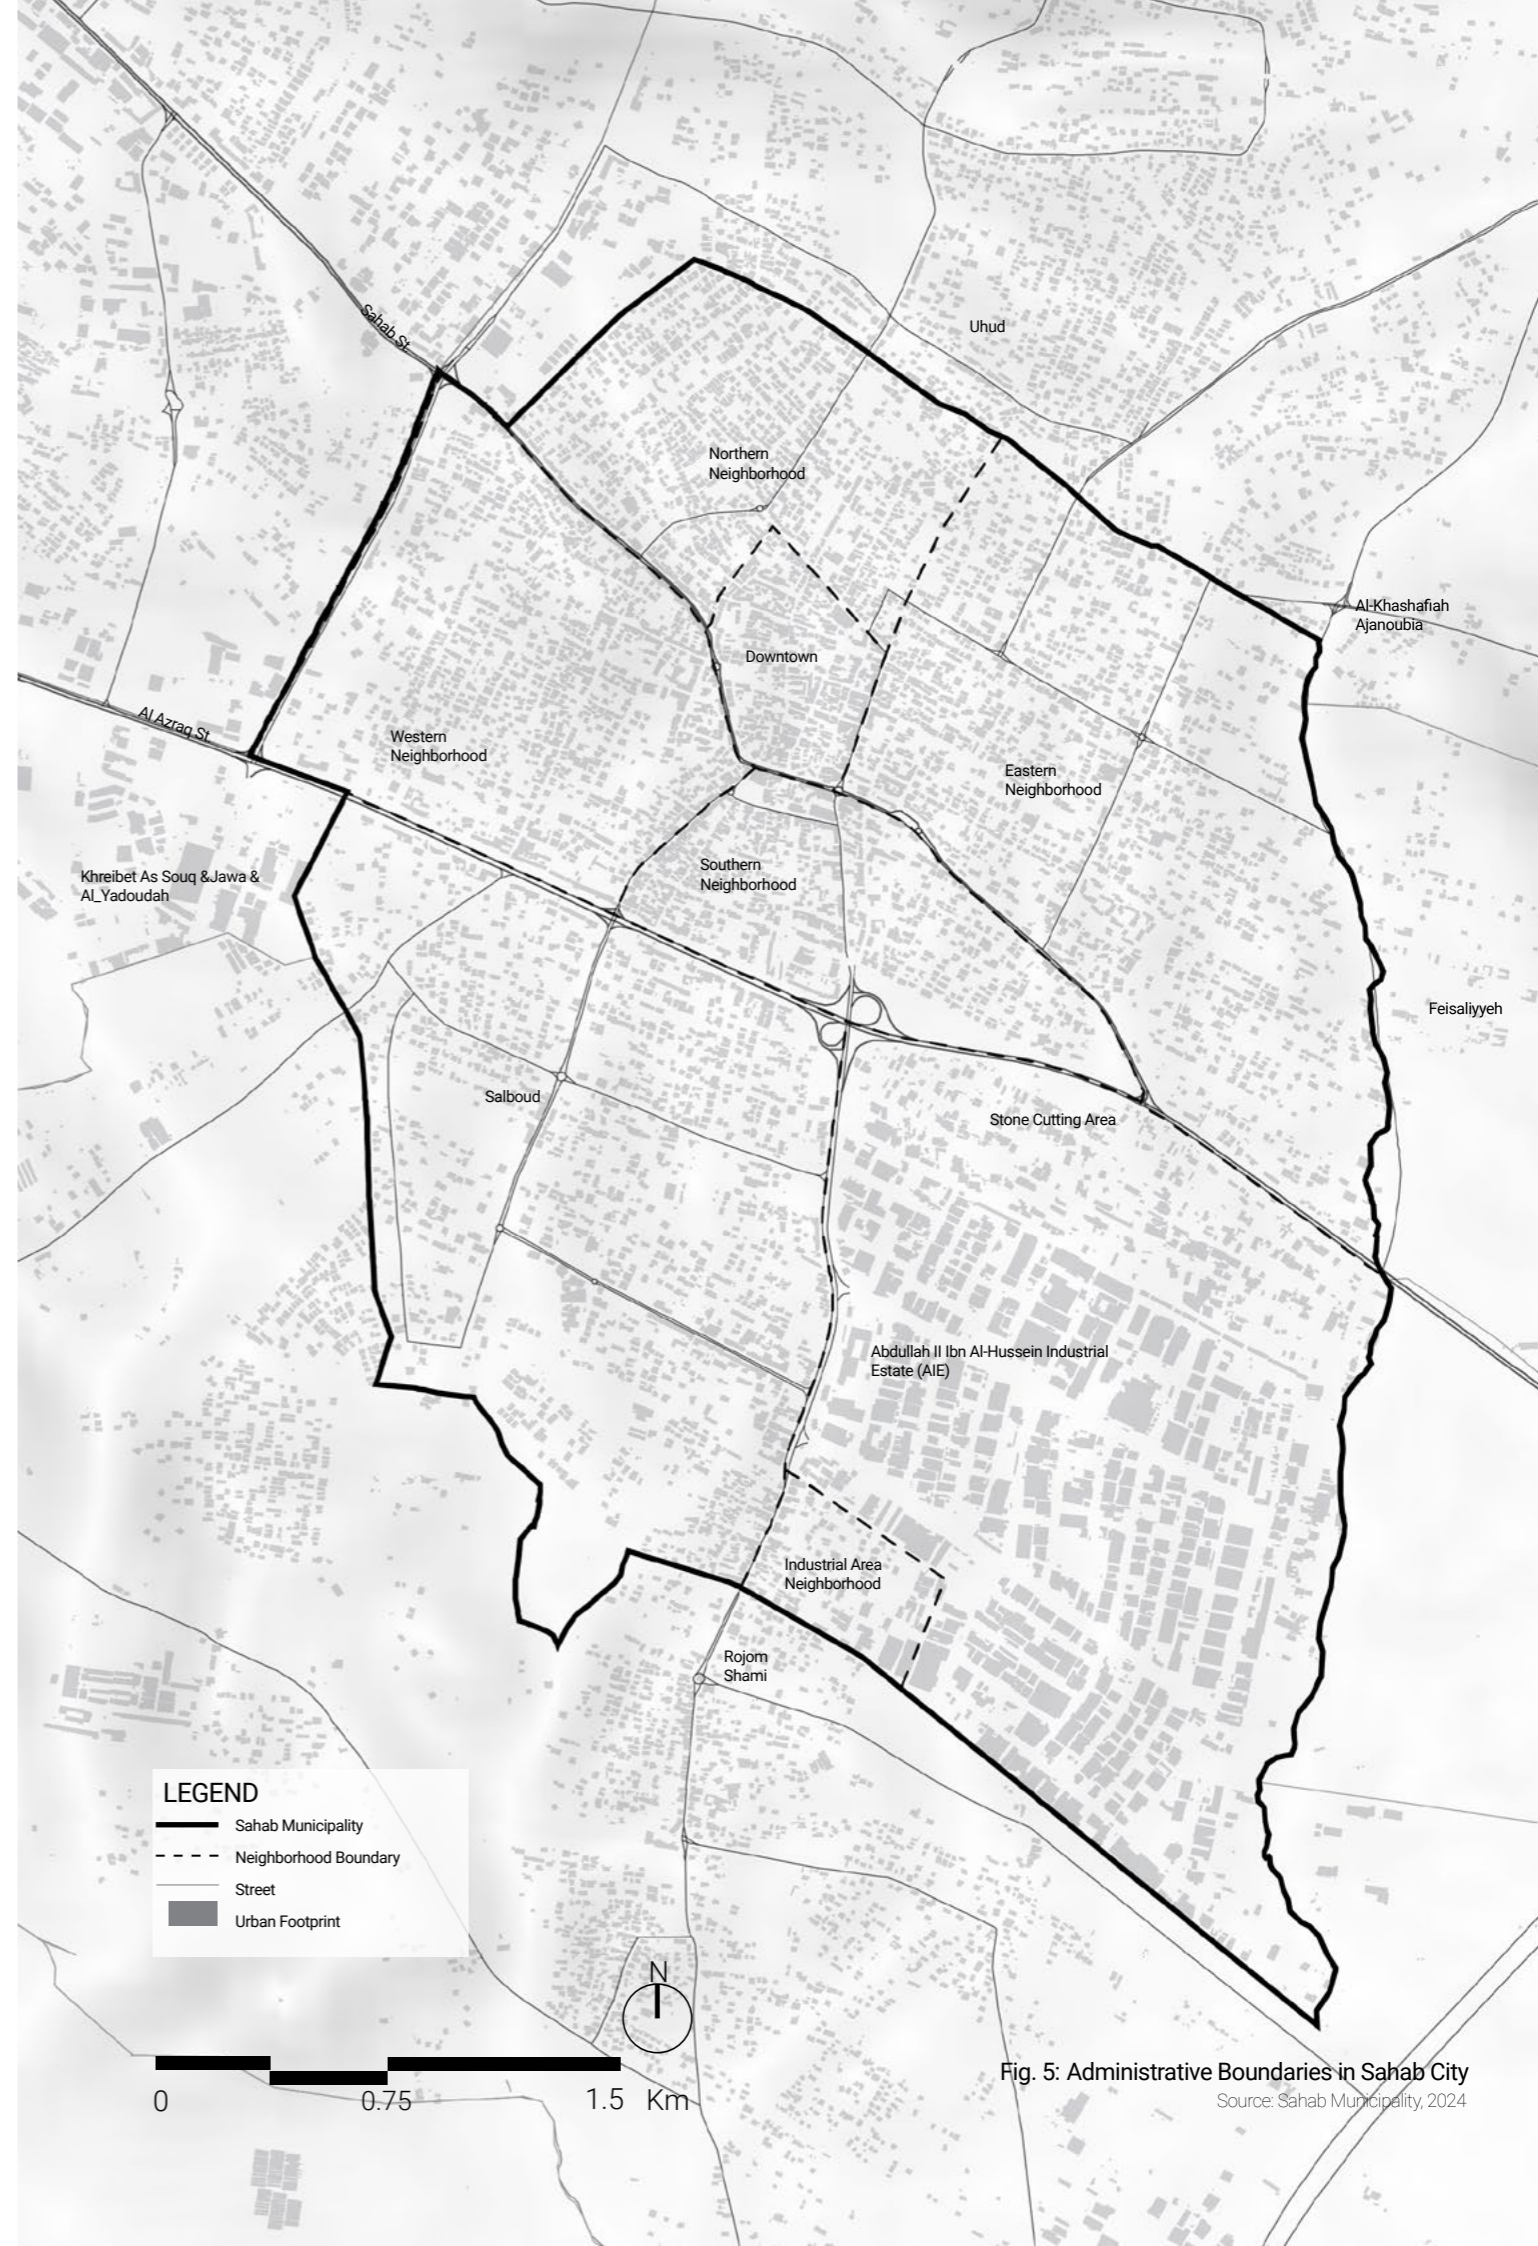 Sahab St
Uhud
Northern
Neighborhood
Al-Khashafiah
Ajanoubia
Downtown
Al Azraq St
Western
Neighborhood
Eastern
Neighborhood
Southern
Neighborhood
Khreibet As Souq &Jawa &
Al_Yadoudah
Feisaliyyeh
Salboud
Stone Cutting Area
Abdullah II Ibn Al-Hussein Industrial
Estate (AIE)
Industrial Area
Neighborhood
Rojom
Shami
LEGEND
Sahab Municipality
Neighborhood Boundary
Street
Urban Footprint
N
0 0.75 1.5 Km
Fig. 5: Administrative Boundaries in Sahab City
Source: Sahab Municipality, 2024